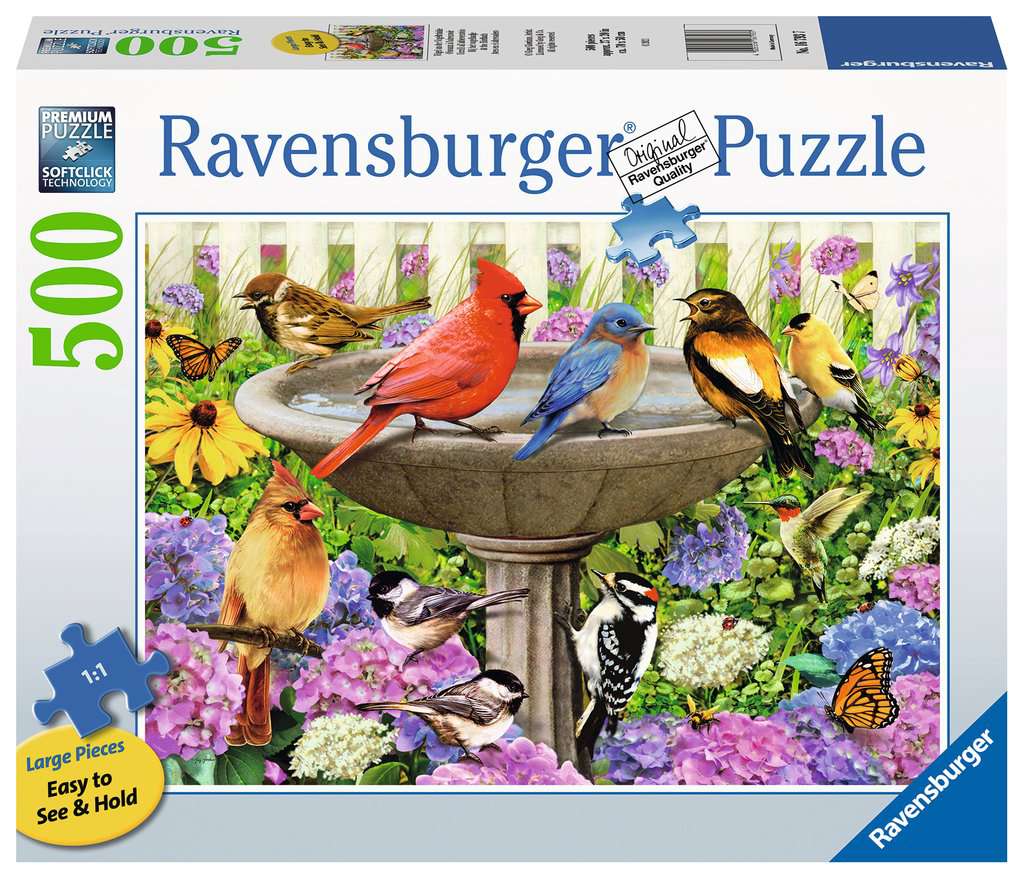 Ravensburger
500
PREMIUM
PUZZLE
SOFTCLICK
TECHNOLOGY
Ravensburger® Puzzle
Original
Ravensburger
Quality
500
1:1
Large Pieces
Easy to
See & Hold
Ravensburger
Ravensburger